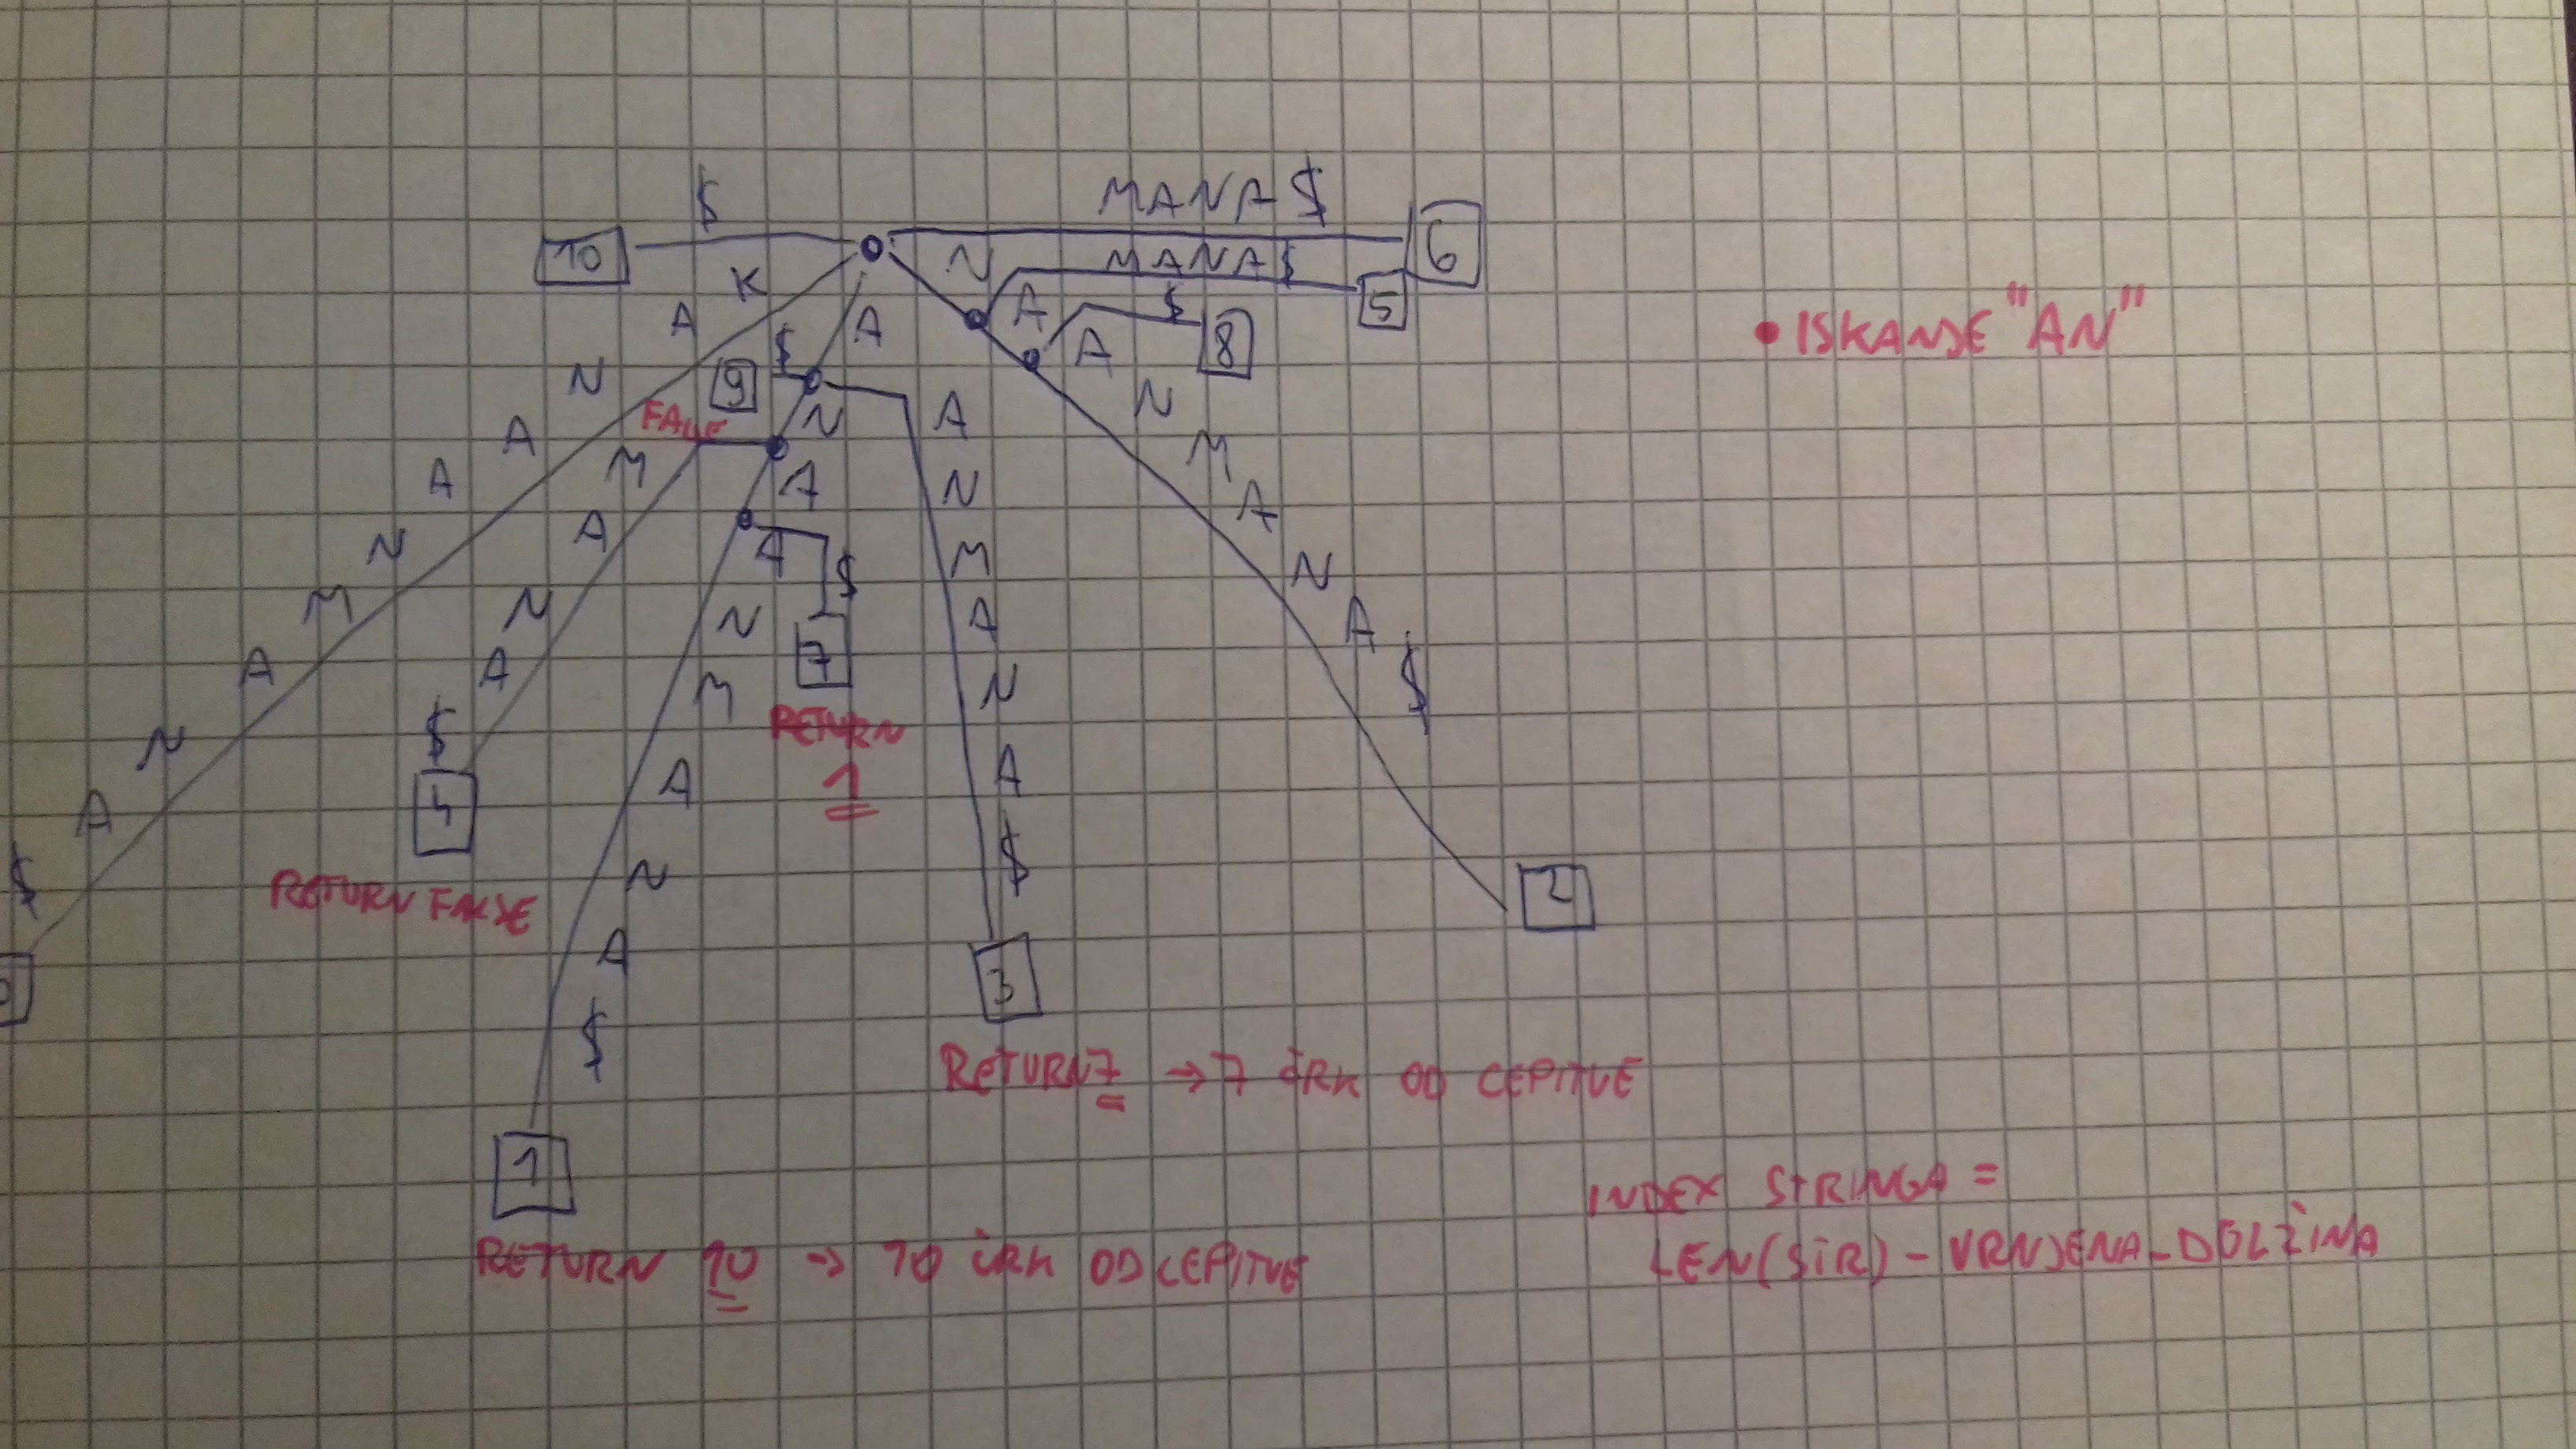 $
MANA$
10
6
K
N
MANA$
5
A
A
A
$
8
$
9
A
N
N
A
N
FALSE
A
M
M
A
A
A
N
A
A
A
$
M
N
N
N
M
N
A
A
7
A
A
M
N
$
$
N
RETURN
1
A
A
A
4
$
$
RETURN FALSE
N
2
A
3
$
1
• ISKANJE "AN"
RETURN 7 → 7 ČRK OD CEPITVE
RETURN 10 → 10 ČRK OD CEPITVE
INDEX STRINGA =
LEN(SIR) - VRNJENA_DOLŽINA